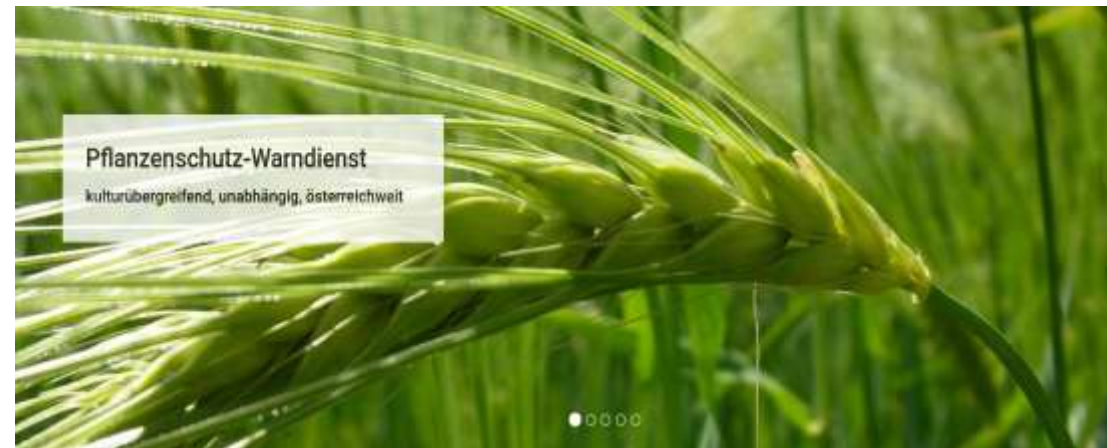 Pflanzenschutz-Warndienst
kulturübergreifend, unabhängig, österreichweit